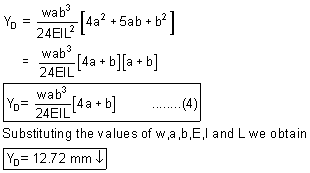 Y_D = wab³/24EIL² [4a² + 5ab + b²]
= wab³/24EIL [4a + b][a + b]
Y_D= wab³/24EIL [4a + b] ........(4)
Substituting the values of w,a,b,E,I and L we obtain
Y_D= 12.72 mm ↓